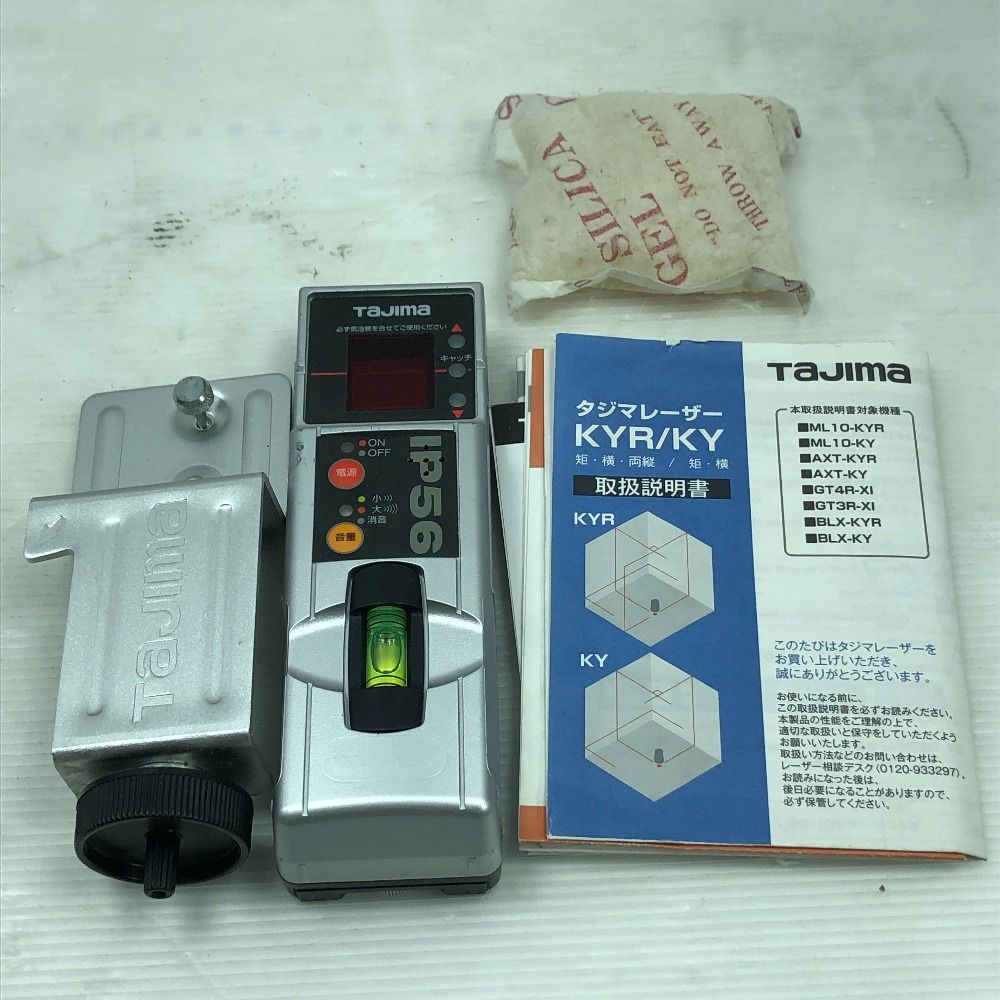 SILICA
GEL
"DO NOT EAT"
THROW AWAY
TAJIMA
必ず気泡管を合せてご使用ください
キャッチ
ON
OFF
電源
小
大
消音
音量
IP56
TAJIMA
TAJIMA
タジマレーザー
KYR/KY
矩・横・両縦 / 矩・横
取扱説明書
KYR
KY
本取扱説明書対象機種
■ML10-KYR
■ML10-KY
■AXT-KYR
■AXT-KY
■GT4R-XI
■GT3R-XI
■BLX-KYR
■BLX-KY
このたびはタジマレーザーを
お買い上げいただき、
誠にありがとうございます。
お使いになる前に、
この取扱説明書を必ずお読みください。
本製品の性能をご理解の上で、
適切な取扱いと保守をしていただくよう
お願いいたします。
取扱い方法などのお問い合わせは、
レーザー相談デスク(0120-933297)、
お読みになった後は、
後日必要になることがありますので、
必ず保管してください。